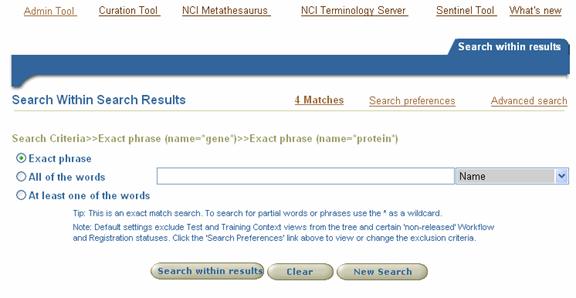 Admin Tool Curation Tool NCI Metathesaurus NCI Terminology Server Sentinel Tool What's new
Search within results
Search Within Search Results 4 Matches Search preferences Advanced search
Search Criteria>>Exact phrase (name=*gene*)>>Exact phrase (name=*protein*)
Exact phrase
All of the words Name
At least one of the words
Tip: This is an exact match search. To search for partial words or phrases use the * as a wildcard.
Note: Default settings exclude Test and Training Context views from the tree and certain 'non-released' Workflow
and Registration statuses. Click the 'Search Preferences' link above to view or change the exclusion criteria.
Search within results Clear New Search